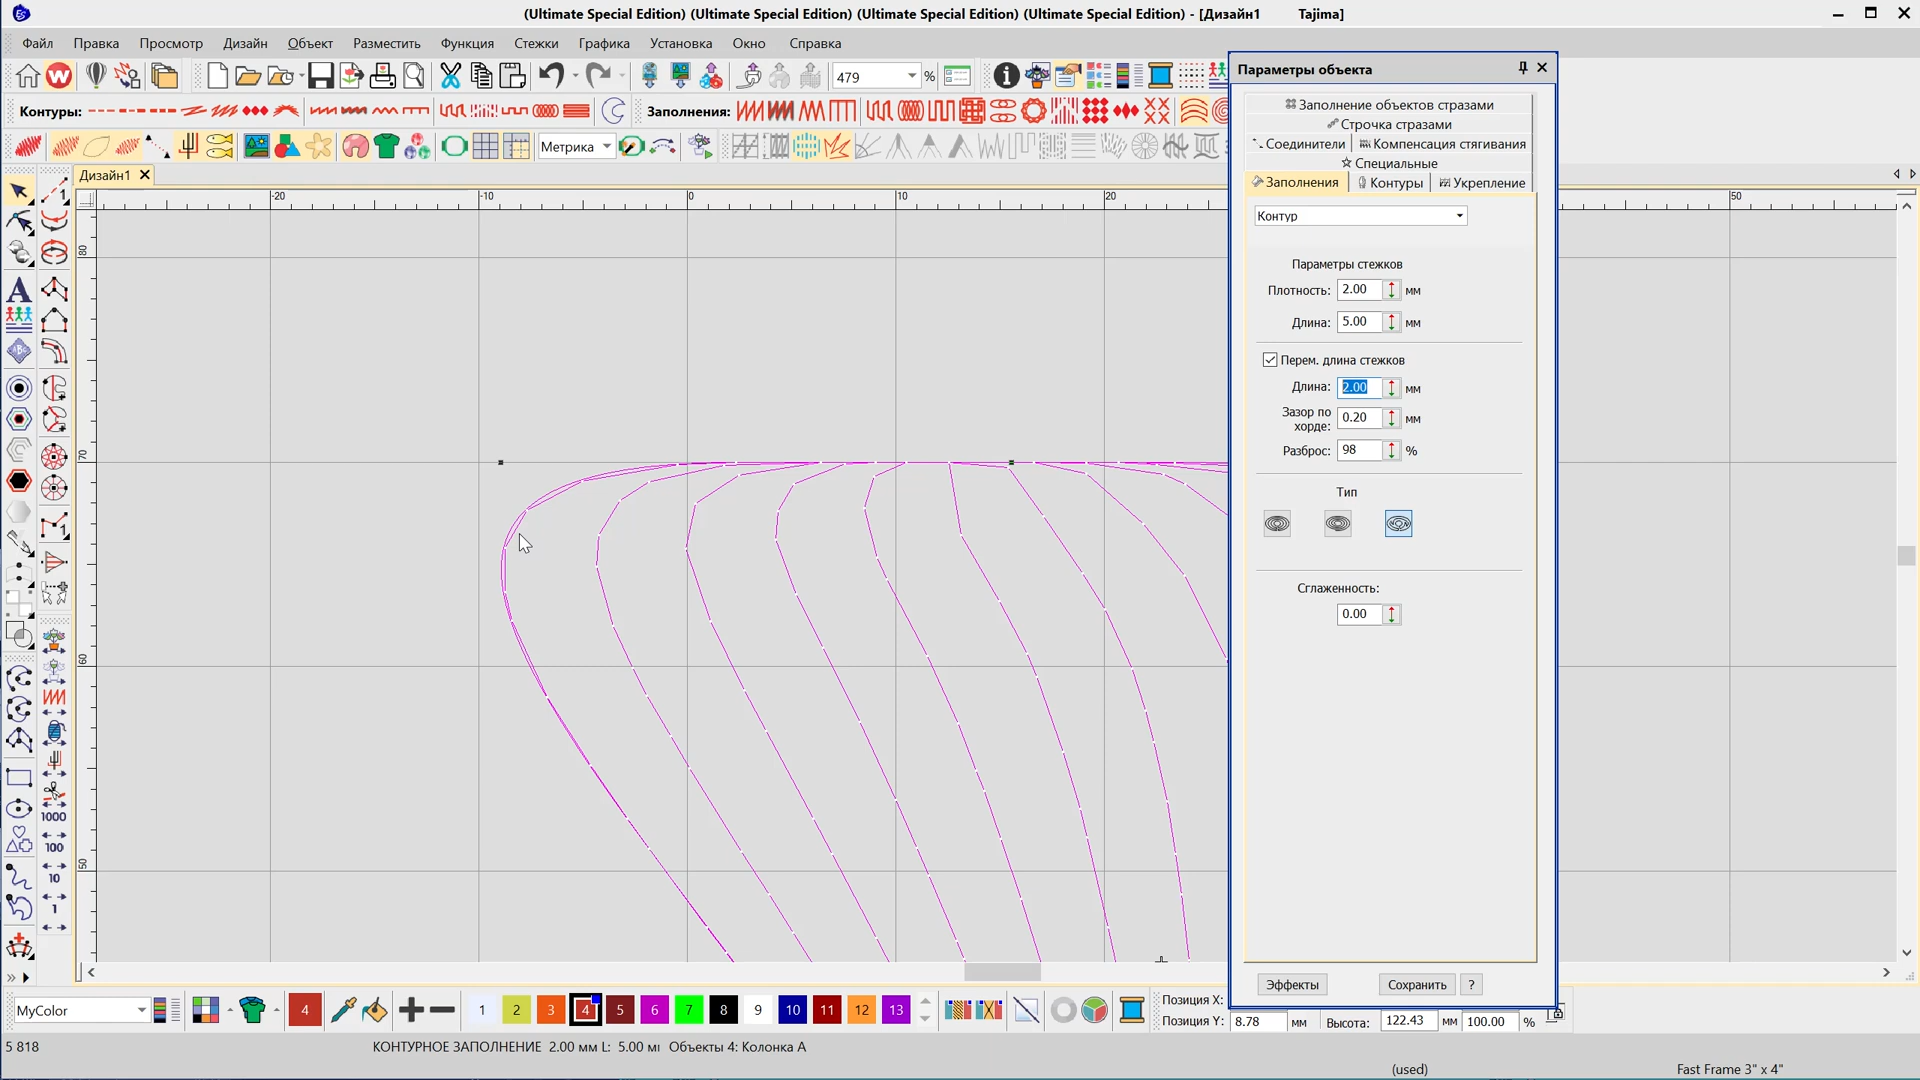 (Ultimate Special Edition) (Ultimate Special Edition) (Ultimate Special Edition) (Ultimate Special Edition) - [Дизайн1 Tajima]
Файл Правка Просмотр Дизайн Объект Разместить Функция Стежки Графика Установка Окно Справка
479 %
Контуры: Заполнения:
Метрика
Дизайн1
-20 -10 0 10 20 50
80
70
60
50
Параметры объекта
Заполнение объектов стразами
Строчка стразами
Соединители Компенсация стягивания
Специальные
Заполнения Контуры Укрепление
Контур
Параметры стежков
Плотность: 2.00 мм
Длина: 5.00 мм
Перем. длина стежков
Длина: 2.00 мм
Зазор по хорде: 0.20 мм
Разброс: 98 %
Тип
Сглаженность:
0.00
Эффекты Сохранить ?
1000
100
10
1
MyColor 4 1 2 3 4 5 6 7 8 9 10 11 12 13
Позиция X:
Позиция Y: 8.78 мм Высота: 122.43 мм 100.00 %
5 818 КОНТУРНОЕ ЗАПОЛНЕНИЕ 2.00 мм L: 5.00 мі Объекты 4: Колонка A
(used) Fast Frame 3" x 4"